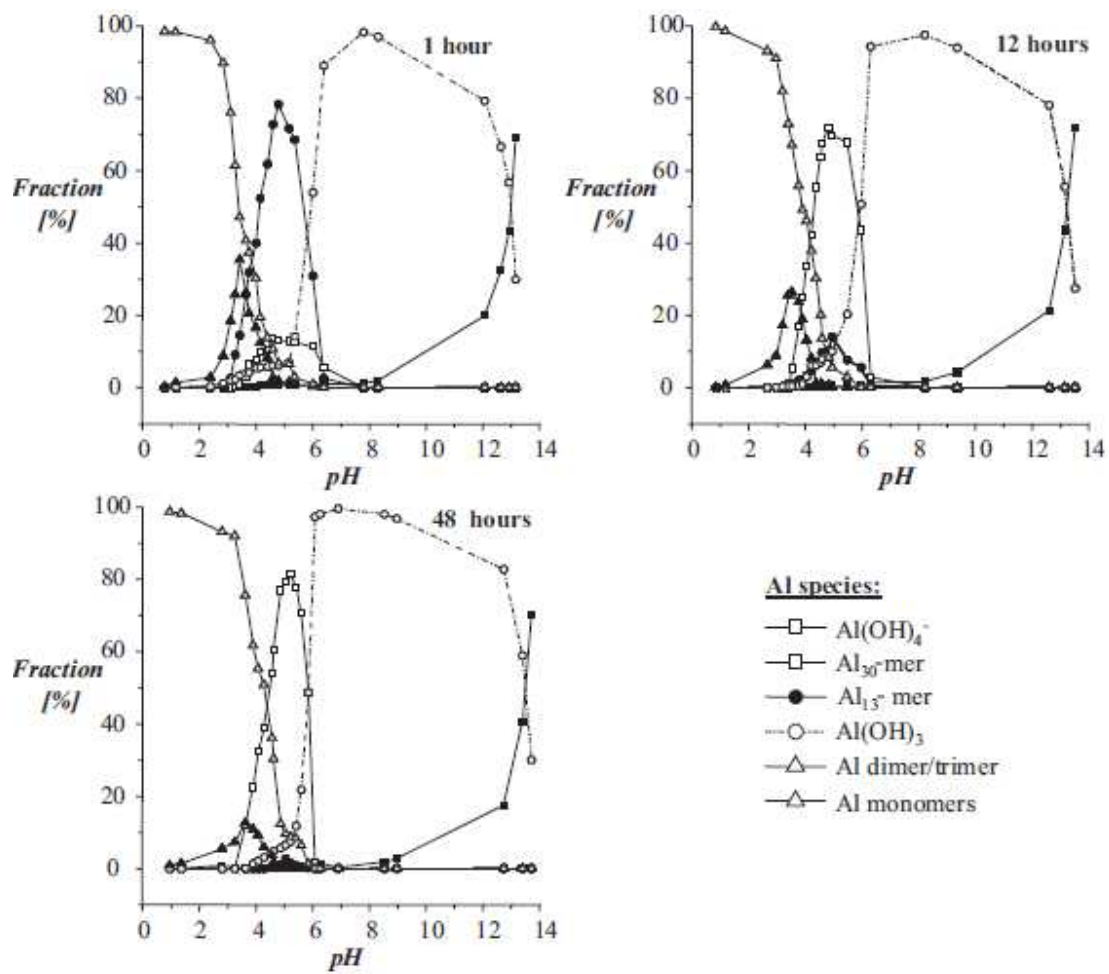 1 hour
100
80
60
40
20
0
Fraction
[%]
0 2 4 6 8 10 12 14
pH
12 hours
100
80
60
40
20
0
Fraction
[%]
0 2 4 6 8 10 12 14
pH
48 hours
100
80
60
40
20
0
Fraction
[%]
0 2 4 6 8 10 12 14
pH
Al species:
Al(OH)₄⁻
Al₃₀-mer
Al₁₃- mer
Al(OH)₃
Al dimer/trimer
Al monomers